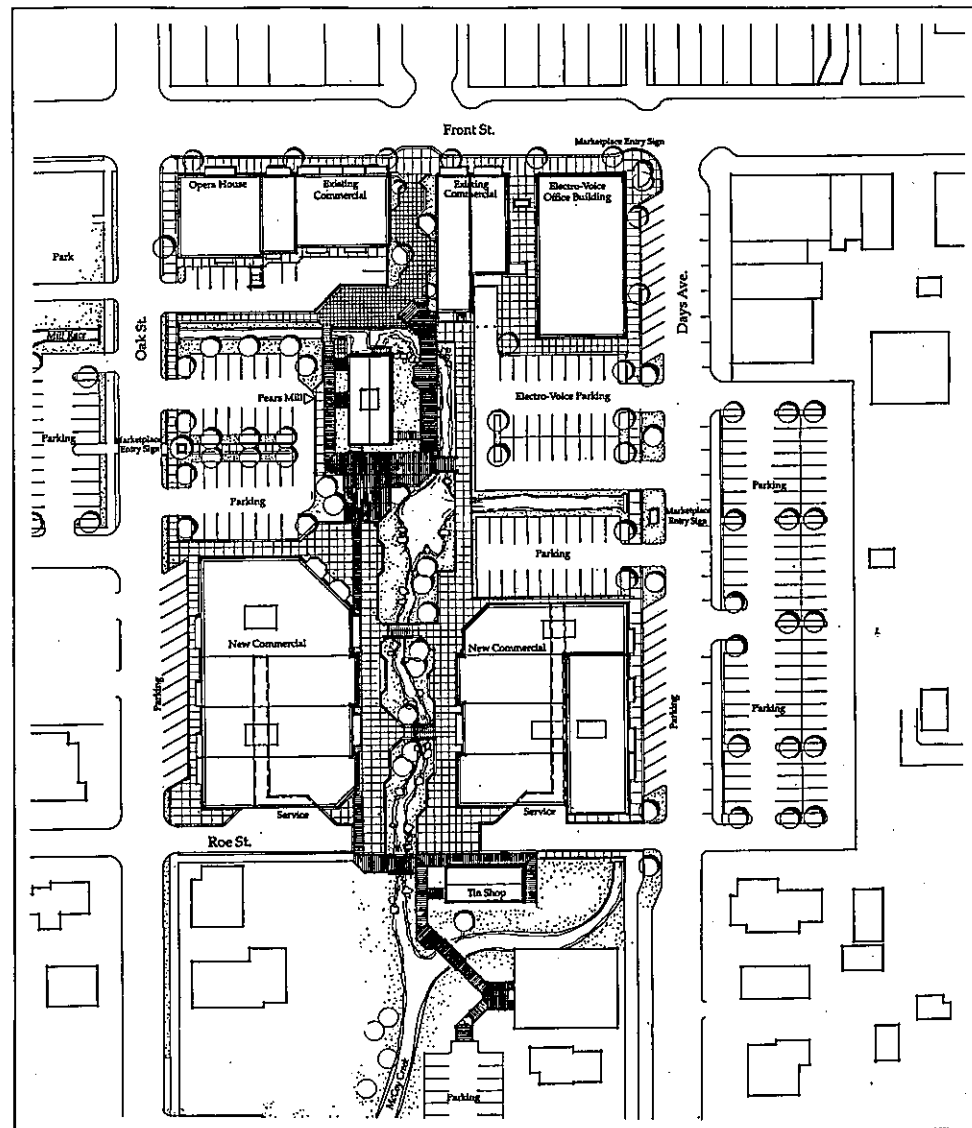 Front St.
Marketplace Entry Sign
Opera House
Existing
Commercial
Existing
Commercial
Electro-Voice
Office Building
Park
Days Ave.
Oak St.
Mill Race
Pears Mill
Electro-Voice Parking
Parking
Marketplace
Entry Sign
Parking
Parking
Marketplace
Entry Sign
Parking
New Commercial
New Commercial
Parking
Parking
Parking
Service
Service
Roe St.
Tin Shop
McCoy Creek
Parking